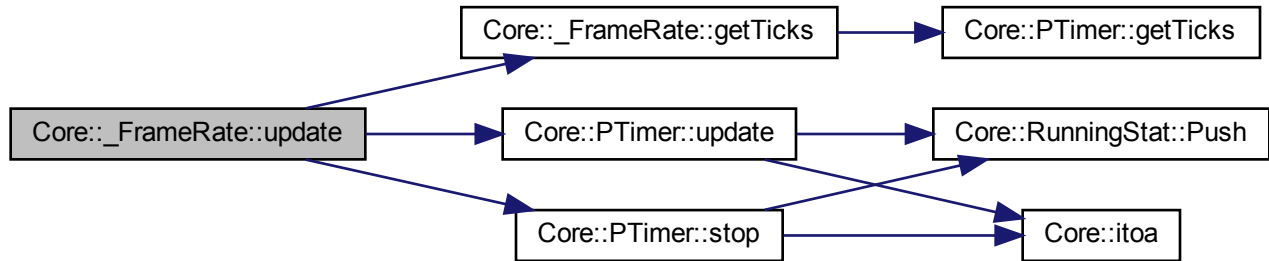 Core::_FrameRate::getTicks
Core::PTimer::getTicks
Core::_FrameRate::update
Core::PTimer::update
Core::RunningStat::Push
Core::PTimer::stop
Core::itoa